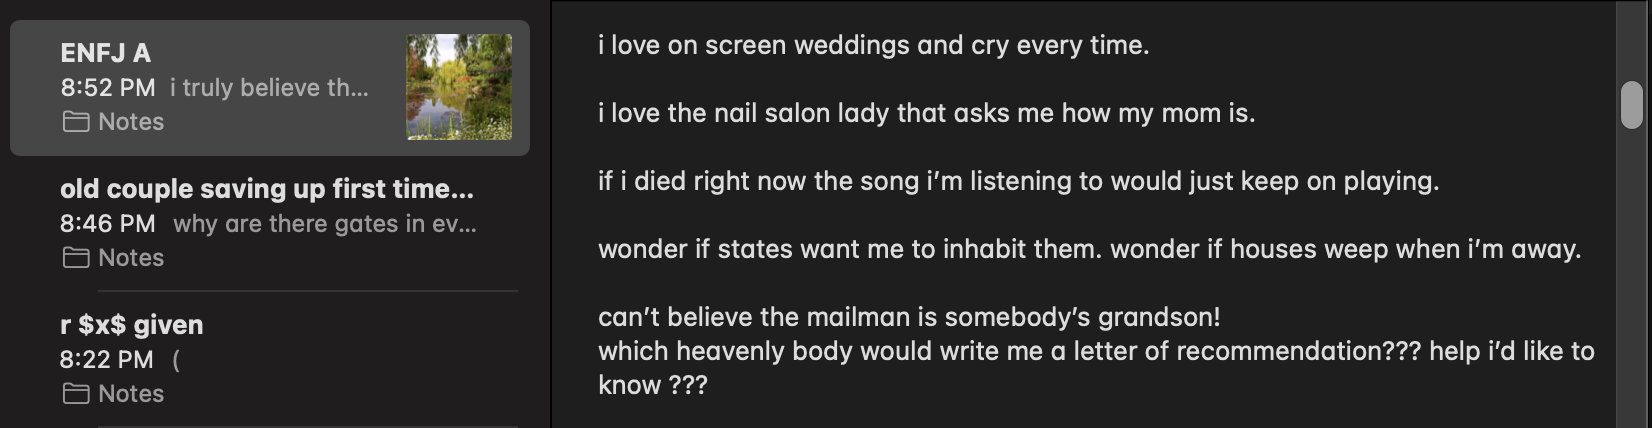 ENFJ A
8:52 PM i truly believe th...
Notes
old couple saving up first time...
8:46 PM why are there gates in ev...
Notes
r $x$ given
8:22 PM (
Notes
i love on screen weddings and cry every time.
i love the nail salon lady that asks me how my mom is.
if i died right now the song i’m listening to would just keep on playing.
wonder if states want me to inhabit them. wonder if houses weep when i’m away.
can’t believe the mailman is somebody’s grandson!
which heavenly body would write me a letter of recommendation??? help i’d like to
know ???